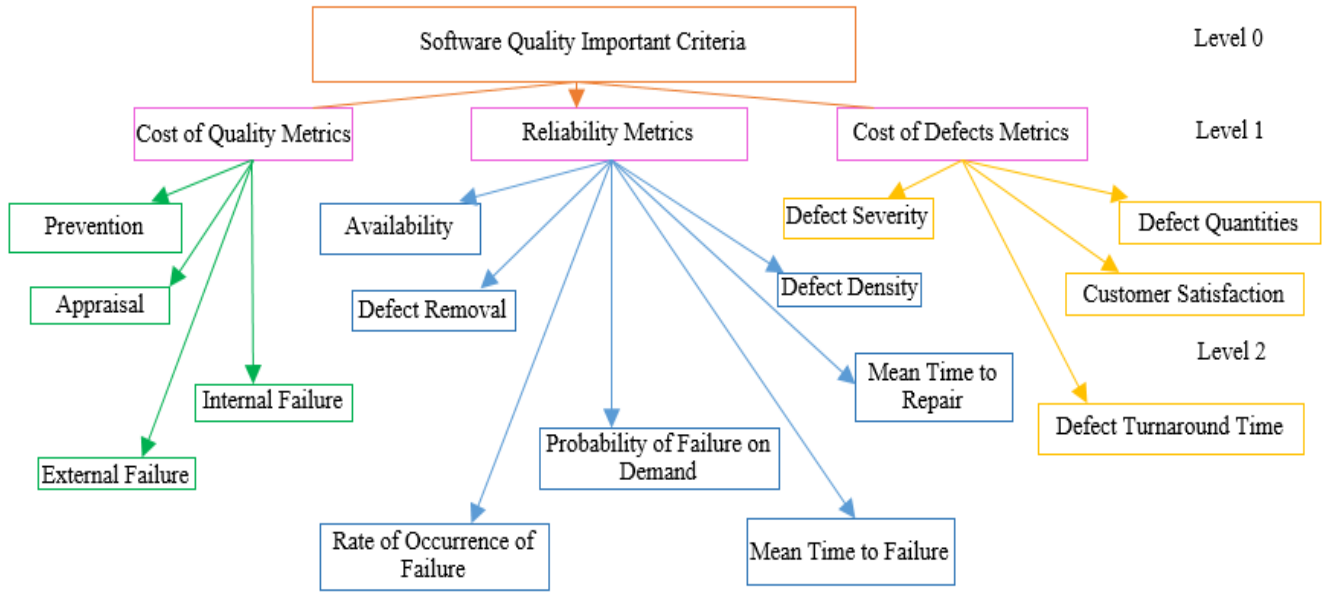 Software Quality Important Criteria
Level 0
Cost of Quality Metrics
Reliability Metrics
Cost of Defects Metrics
Level 1
Prevention
Availability
Defect Severity
Defect Quantities
Appraisal
Defect Removal
Defect Density
Customer Satisfaction
Level 2
Internal Failure
Mean Time to
Repair
Defect Turnaround Time
External Failure
Probability of Failure on
Demand
Rate of Occurrence of
Failure
Mean Time to Failure